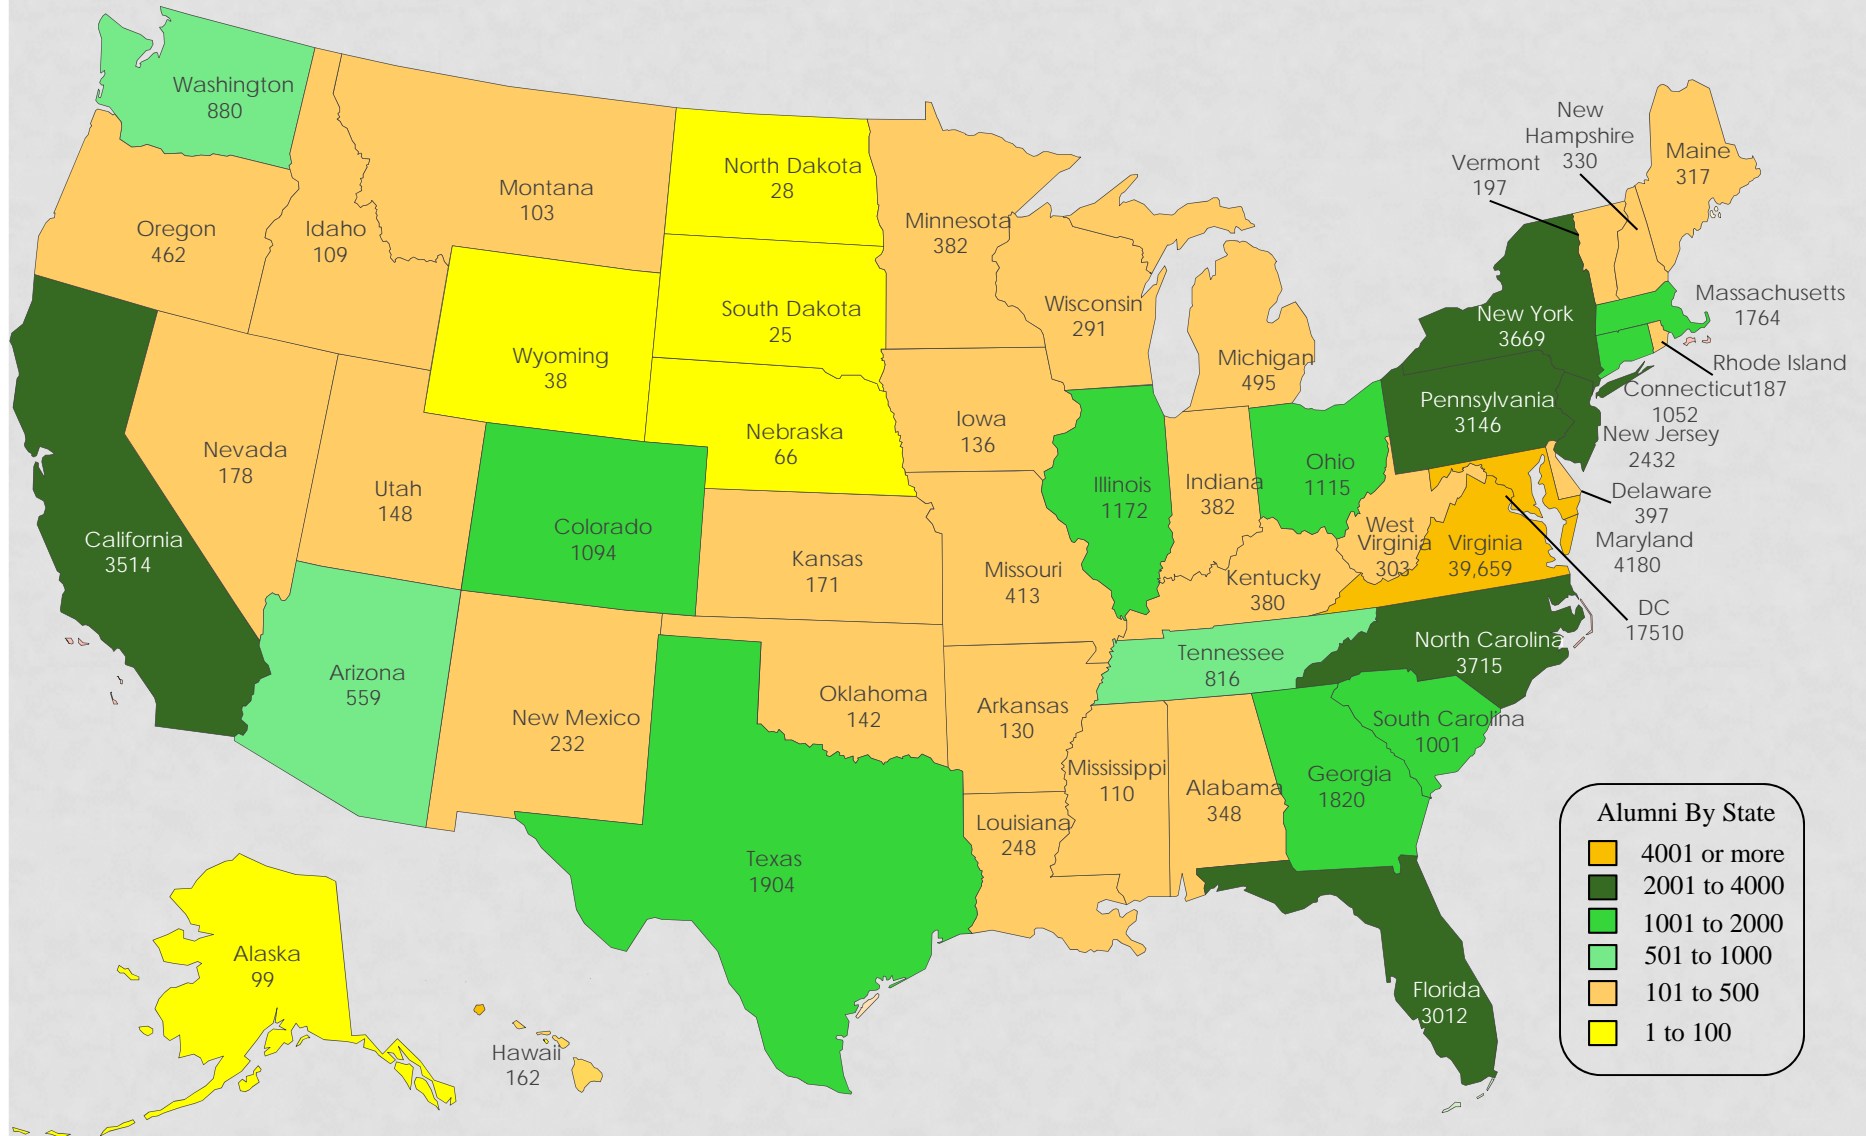 Washington
880
Oregon
462
Idaho
109
Montana
103
North Dakota
28
South Dakota
25
Wyoming
38
Nebraska
66
Minnesota
382
Wisconsin
291
Michigan
495
Iowa
136
Nevada
178
Utah
148
California
3514
Colorado
1094
Kansas
171
Missouri
413
Illinois
1172
Indiana
382
Ohio
1115
Kentucky
380
West
Virginia
303
Virginia
39,659
Pennsylvania
3146
New York
3669
Vermont
197
New
Hampshire
330
Maine
317
Massachusetts
1764
Rhode Island
187
Connecticut
1052
New Jersey
2432
Delaware
397
Maryland
4180
DC
17510
North Carolina
3715
Tennessee
816
South Carolina
1001
Georgia
1820
Alabama
348
Mississippi
110
Arkansas
130
Louisiana
248
Oklahoma
142
Texas
1904
New Mexico
232
Arizona
559
Florida
3012
Alaska
99
Hawaii
162
Alumni By State
4001 or more
2001 to 4000
1001 to 2000
501 to 1000
101 to 500
1 to 100